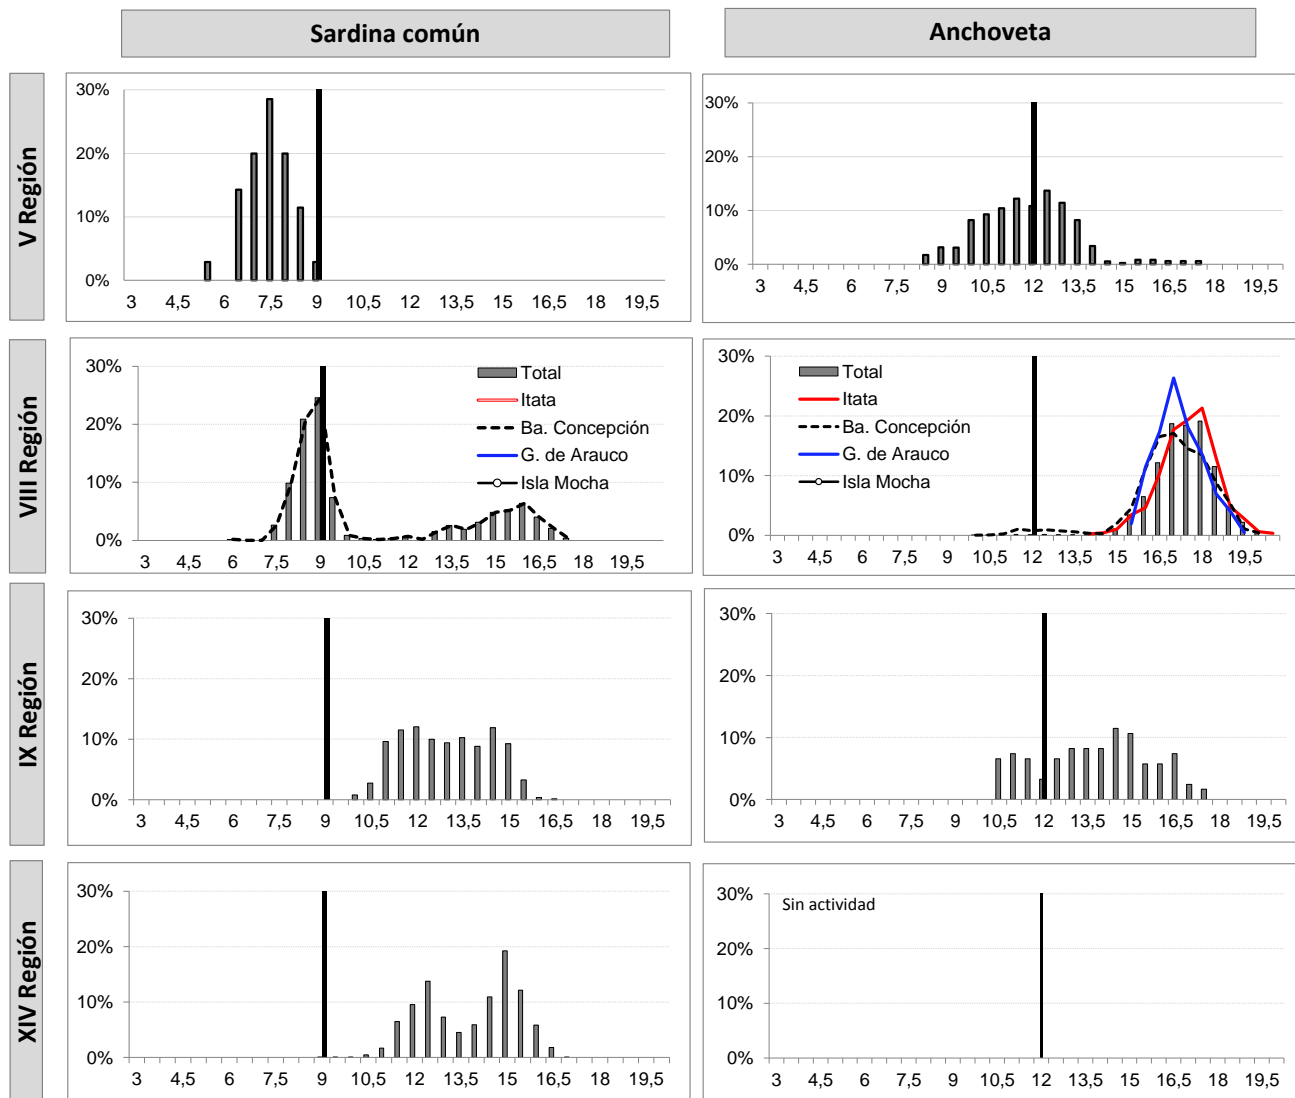 Sardina común
Anchoveta
V Región
30%
20%
10%
0%
3 4,5 6 7,5 9 10,5 12 13,5 15 16,5 18 19,5
30%
20%
10%
0%
3 4,5 6 7,5 9 10,5 12 13,5 15 16,5 18 19,5
VIII Región
30%
20%
10%
0%
Total
Itata
Ba. Concepción
G. de Arauco
Isla Mocha
3 4,5 6 7,5 9 10,5 12 13,5 15 16,5 18 19,5
30%
20%
10%
0%
Total
Itata
Ba. Concepción
G. de Arauco
Isla Mocha
3 4,5 6 7,5 9 10,5 12 13,5 15 16,5 18 19,5
IX Región
30%
20%
10%
0%
3 4,5 6 7,5 9 10,5 12 13,5 15 16,5 18 19,5
30%
20%
10%
0%
3 4,5 6 7,5 9 10,5 12 13,5 15 16,5 18 19,5
XIV Región
30%
20%
10%
0%
3 4,5 6 7,5 9 10,5 12 13,5 15 16,5 18 19,5
30%
20%
10%
0%
Sin actividad
3 4,5 6 7,5 9 10,5 12 13,5 15 16,5 18 19,5